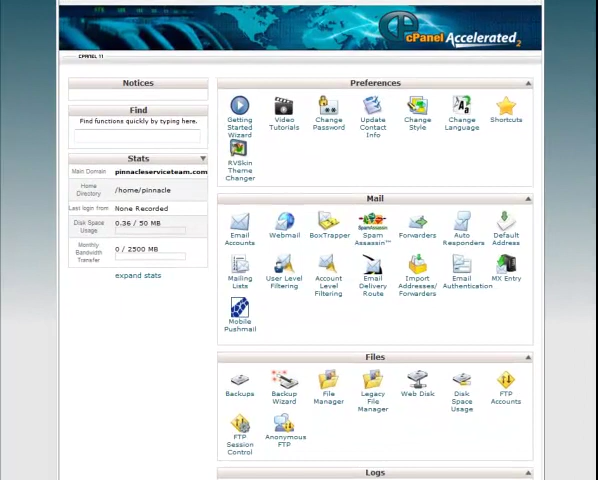 cPanel Accelerated2
CPANEL 11
Notices
Find
Find functions quickly by typing here.
Stats
Main Domain pinnacleserviceteam.com
Home
Directory
/home/pinnacle
Last login from None Recorded
Disk Space
Usage
0.36 / 50 MB
Monthly
Bandwidth
Transfer
0 / 2500 MB
expand stats
Preferences
Getting
Started
Wizard
Video
Tutorials
Change
Password
Update
Contact
Info
Change
Style
Change
Language
Shortcuts
RVSkin
Theme
Changer
Mail
Email
Accounts
Webmail
BoxTrapper
Spam
Assassin™
Forwarders
Auto
Responders
Default
Address
Mailing
Lists
User Level
Filtering
Account
Level
Filtering
Email
Delivery
Route
Import
Addresses/
Forwarders
Email
Authentication
MX Entry
Mobile
Pushmail
Files
Backups
Backup
Wizard
File
Manager
Legacy
File
Manager
Web Disk
Disk
Space
Usage
FTP
Accounts
FTP
Session
Control
Anonymous
FTP
Logs